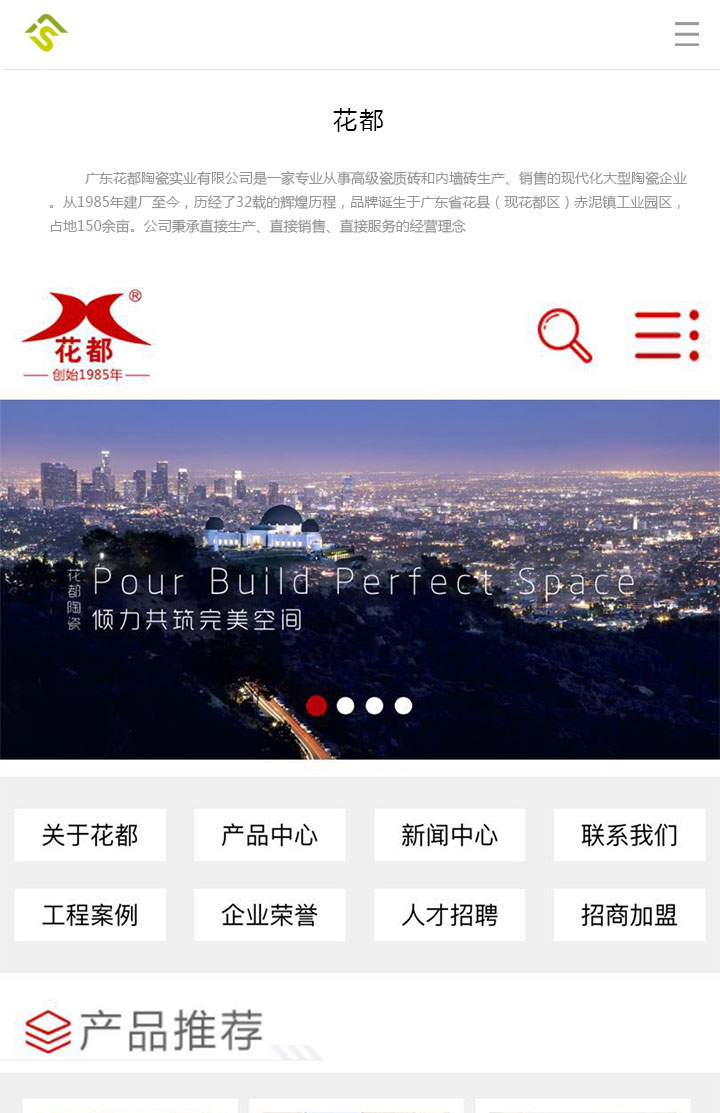 花都
广东花都陶瓷实业有限公司是一家专业从事高级瓷质砖和内墙砖生产、销售的现代化大型陶瓷企业
。从1985年建厂至今，历经了32载的辉煌历程，品牌诞生于广东省花县（现花都区）赤泥镇工业园区，
占地150余亩。公司秉承直接生产、直接销售、直接服务的经营理念
®
花都
创始1985年
花都陶瓷
Pour Build Perfect Space
倾力共筑完美空间
关于花都 产品中心 新闻中心 联系我们
工程案例 企业荣誉 人才招聘 招商加盟
产品推荐